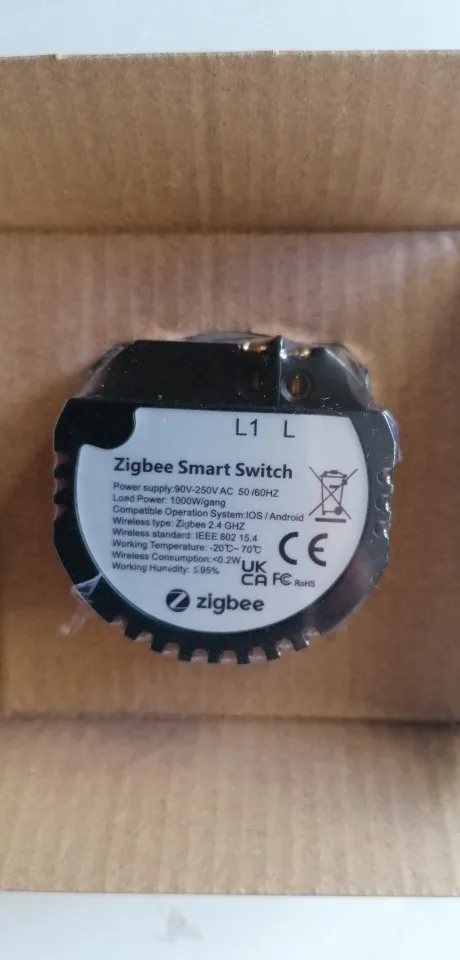 L1 L
Zigbee Smart Switch
Power supply:90V-250V AC 50/60HZ
Load Power: 1000W/gang
Compatible Operation System:IOS / Android
Wireless type: Zigbee 2.4 GHZ
Wireless standard: IEEE 802 15.4
Working Temperature: -20℃~ 70℃
Wireless Consumption:<0.2W
Working Humidity: ≤95%
CE
UK
CA FC RoHS
zigbee